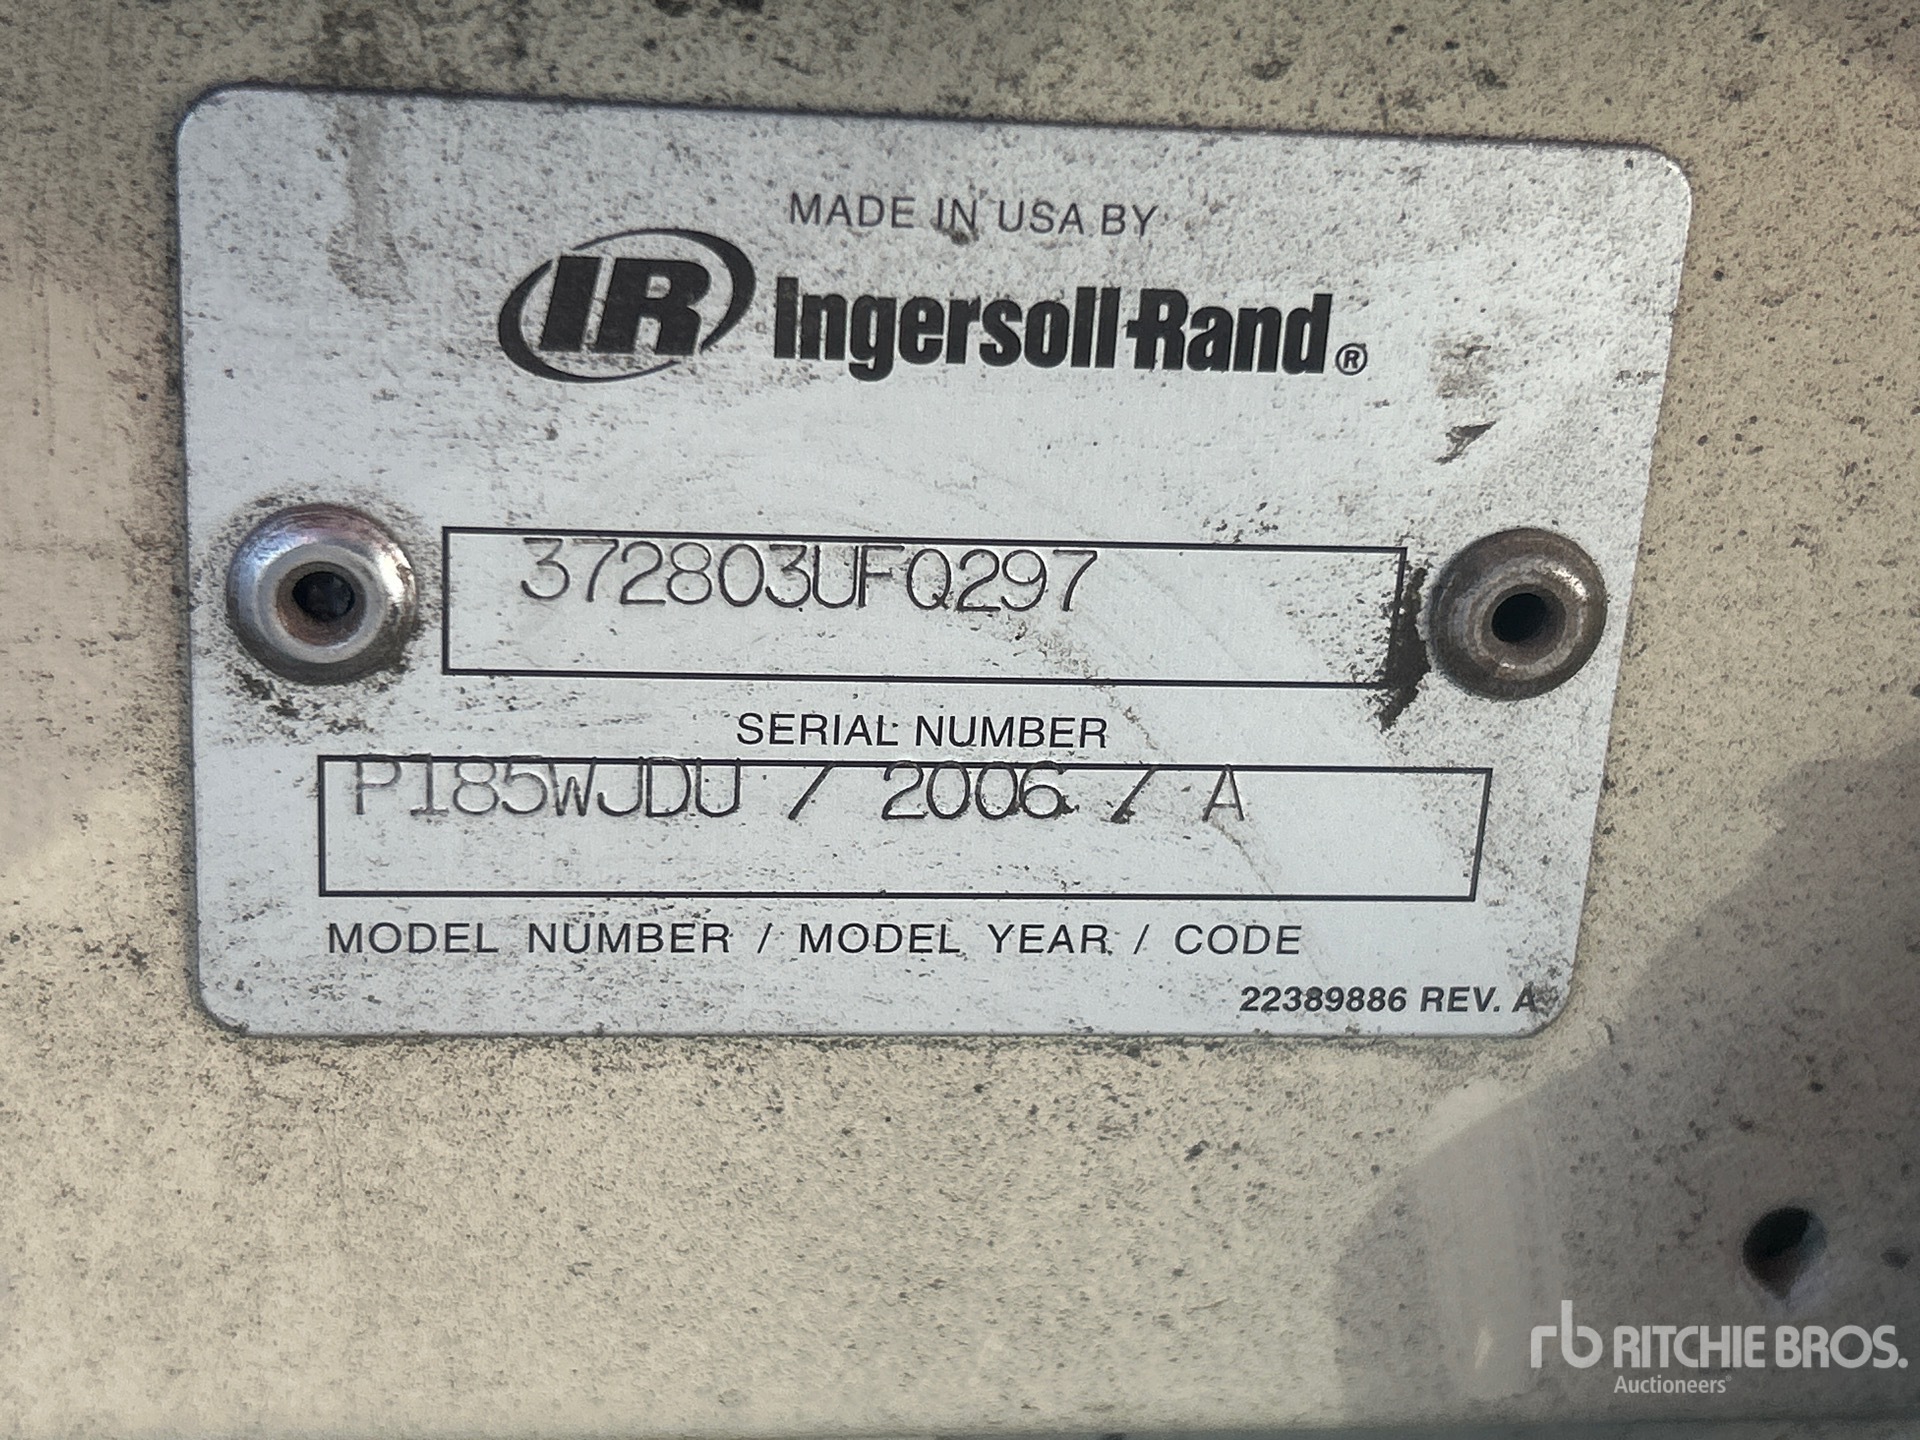 MADE IN USA BY
IR Ingersoll-Rand®
372803UFQ297
SERIAL NUMBER
P185WJDU / 2006 / A
MODEL NUMBER / MODEL YEAR / CODE
22389886 REV. A
rb RITCHIE BROS.
Auctioneers